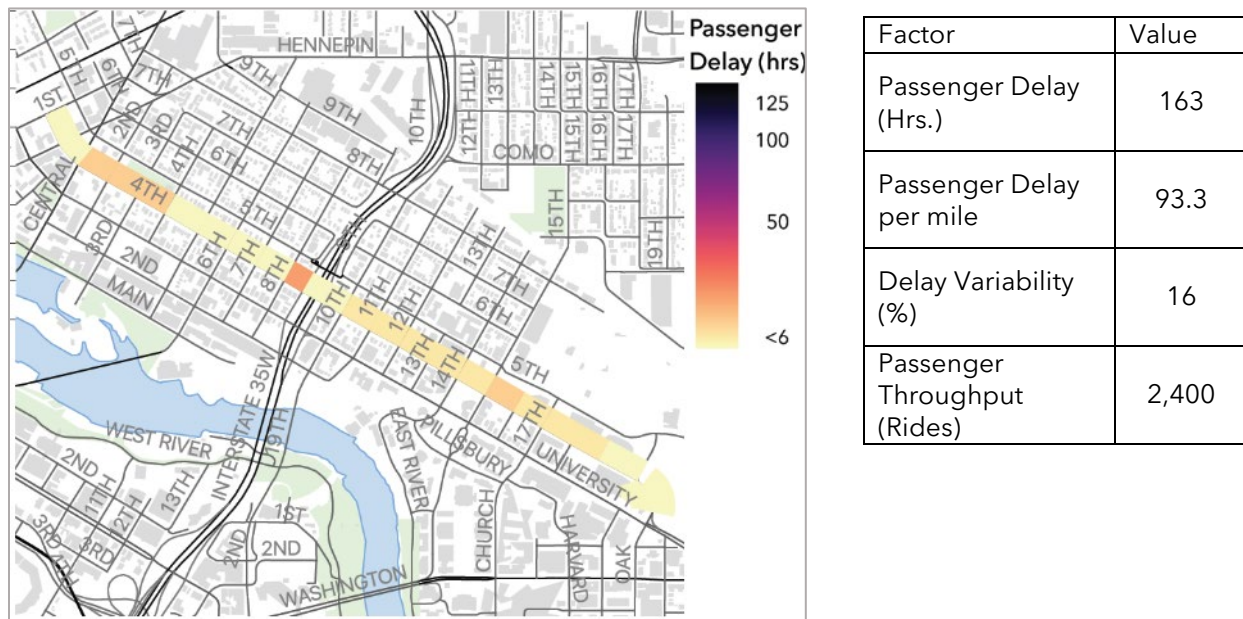 Passenger
Delay (hrs)
125
100
50
<6
HENNEPIN
7TH
5TH
6TH
7TH
9TH
9TH
10TH
11TH
12TH
13TH
14TH
15TH
15TH
16TH
16TH
17TH
17TH
1ST
2ND
3RD
4TH
7TH
6TH
8TH
COMO
CENTRAL
4TH
5TH
15TH
19TH
3RD
2ND
MAIN
6TH
7TH
8TH
13TH
7TH
6TH
10TH
11TH
12TH
13TH
14TH
5TH
17TH
INTERSTATE 35W
19TH
WEST RIVER
EAST RIVER
PILLSBURY
UNIVERSITY
2ND
11TH
12TH
13TH
3RD
4TH
3RD
1ST
2ND
2ND
CHURCH
HARVARD
OAK
WASHINGTON
Factor Value
Passenger Delay
(Hrs.)
163
Passenger Delay
per mile
93.3
Delay Variability
(%)
16
Passenger
Throughput
(Rides)
2,400